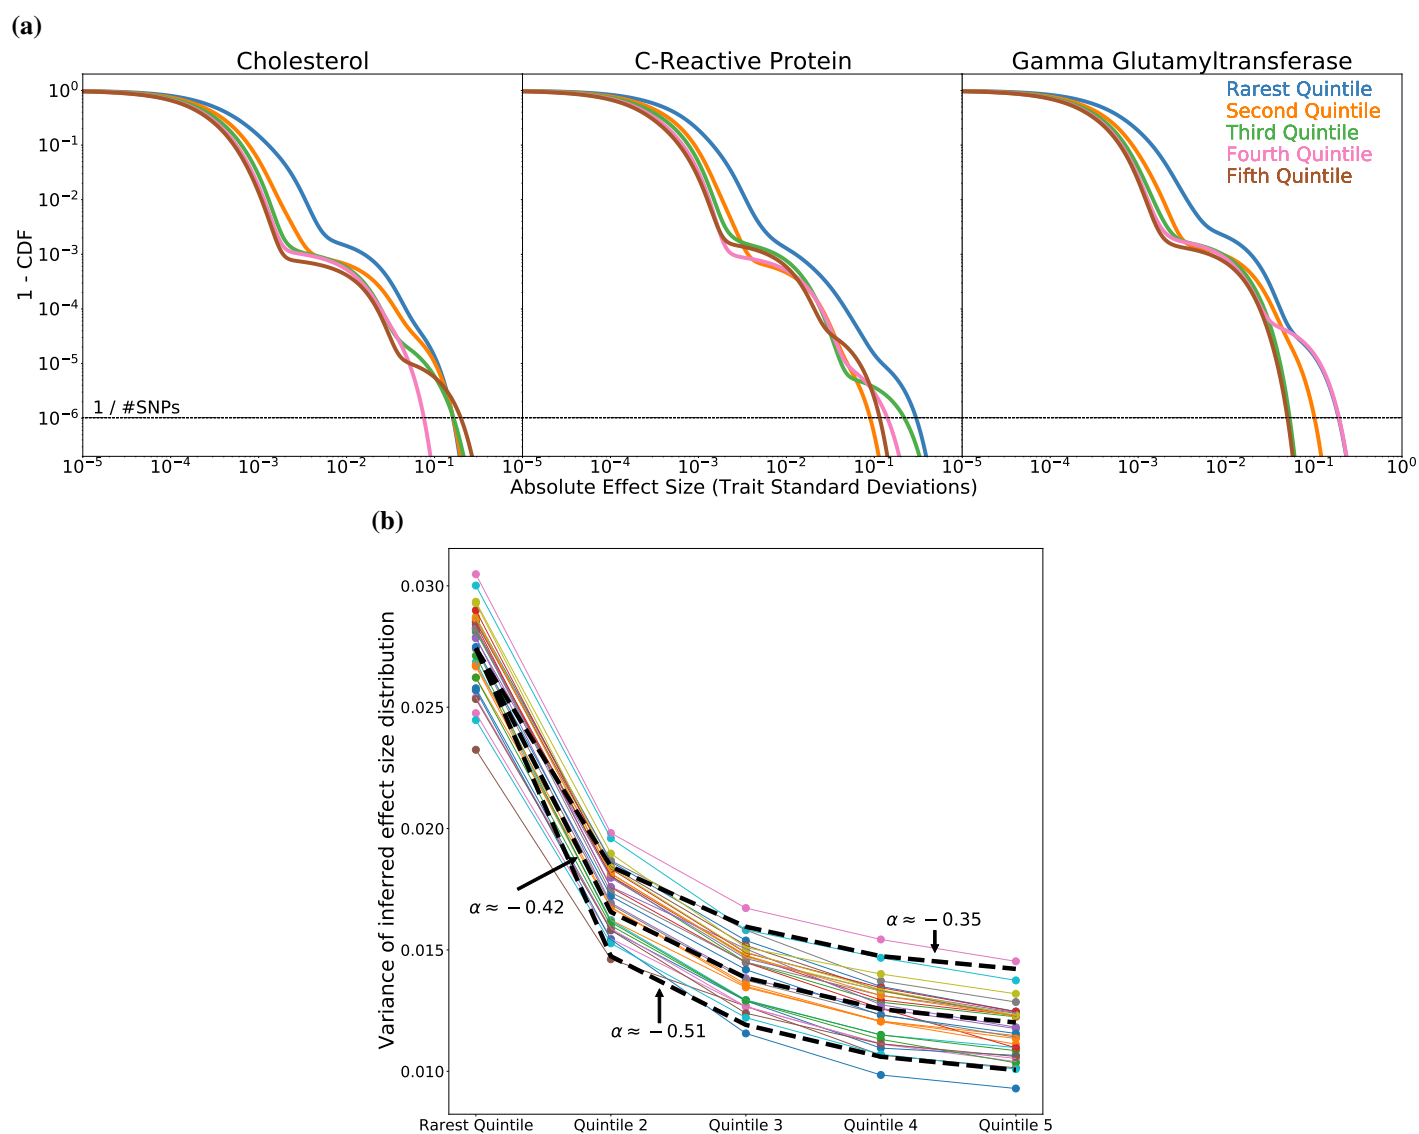 (a)
Cholesterol
C-Reactive Protein
Gamma Glutamyltransferase
Rarest Quintile
Second Quintile
Third Quintile
Fourth Quintile
Fifth Quintile
1 - CDF
10⁰
10⁻¹
10⁻²
10⁻³
10⁻⁴
10⁻⁵
10⁻⁶
1 / #SNPs
10⁻⁵ 10⁻⁴ 10⁻³ 10⁻² 10⁻¹ 10⁻⁵ 10⁻⁴ 10⁻³ 10⁻² 10⁻¹ 10⁻⁵ 10⁻⁴ 10⁻³ 10⁻² 10⁻¹ 10⁰
Absolute Effect Size (Trait Standard Deviations)
(b)
Variance of inferred effect size distribution
0.030
0.025
0.020
0.015
0.010
α ≈ −0.42
α ≈ −0.35
α ≈ −0.51
Rarest Quintile Quintile 2 Quintile 3 Quintile 4 Quintile 5